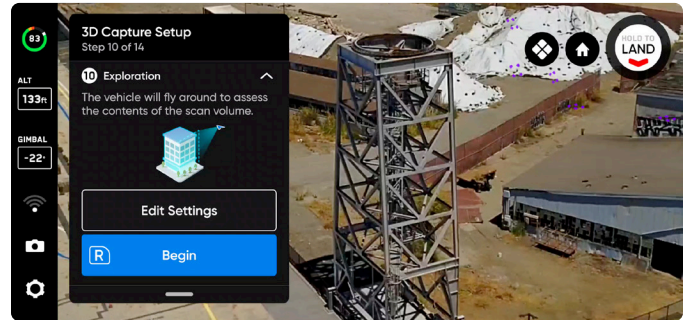 83
ALT
133FT
GIMBAL
-22°
3D Capture Setup
Step 10 of 14
10 Exploration
The vehicle will fly around to assess
the contents of the scan volume.
Edit Settings
R Begin
HOLD TO
LAND